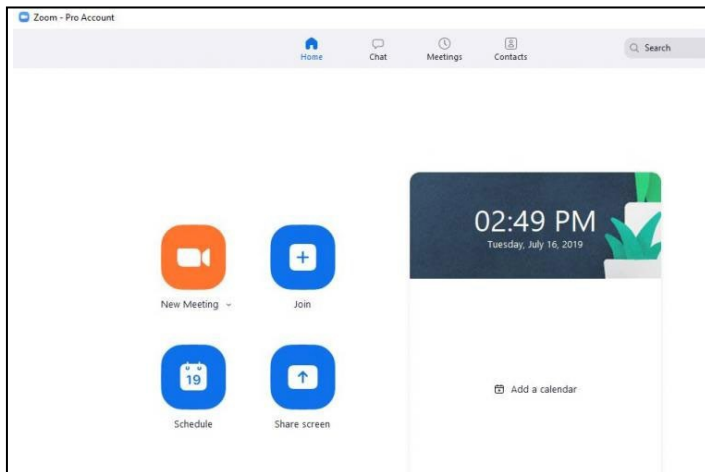 Zoom - Pro Account
Home
Chat
Meetings
Contacts
Search
02:49 PM
Tuesday, July 16, 2019
New Meeting
Join
19
Schedule
Share screen
Add a calendar